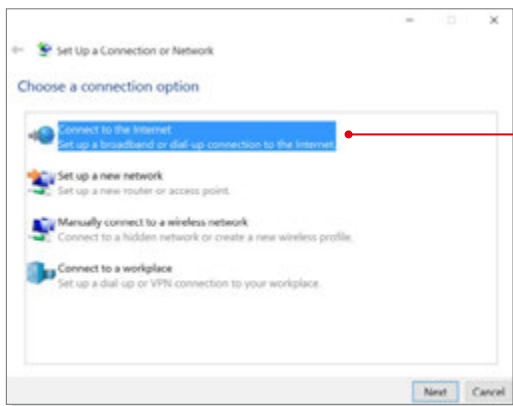 Set Up a Connection or Network
Choose a connection option
Connect to the Internet
Set up a broadband or dial-up connection to the Internet.
Set up a new network
Set up a new router or access point.
Manually connect to a wireless network
Connect to a hidden network or create a new wireless profile.
Connect to a workplace
Set up a dial-up or VPN connection to your workplace.
Next Cancel